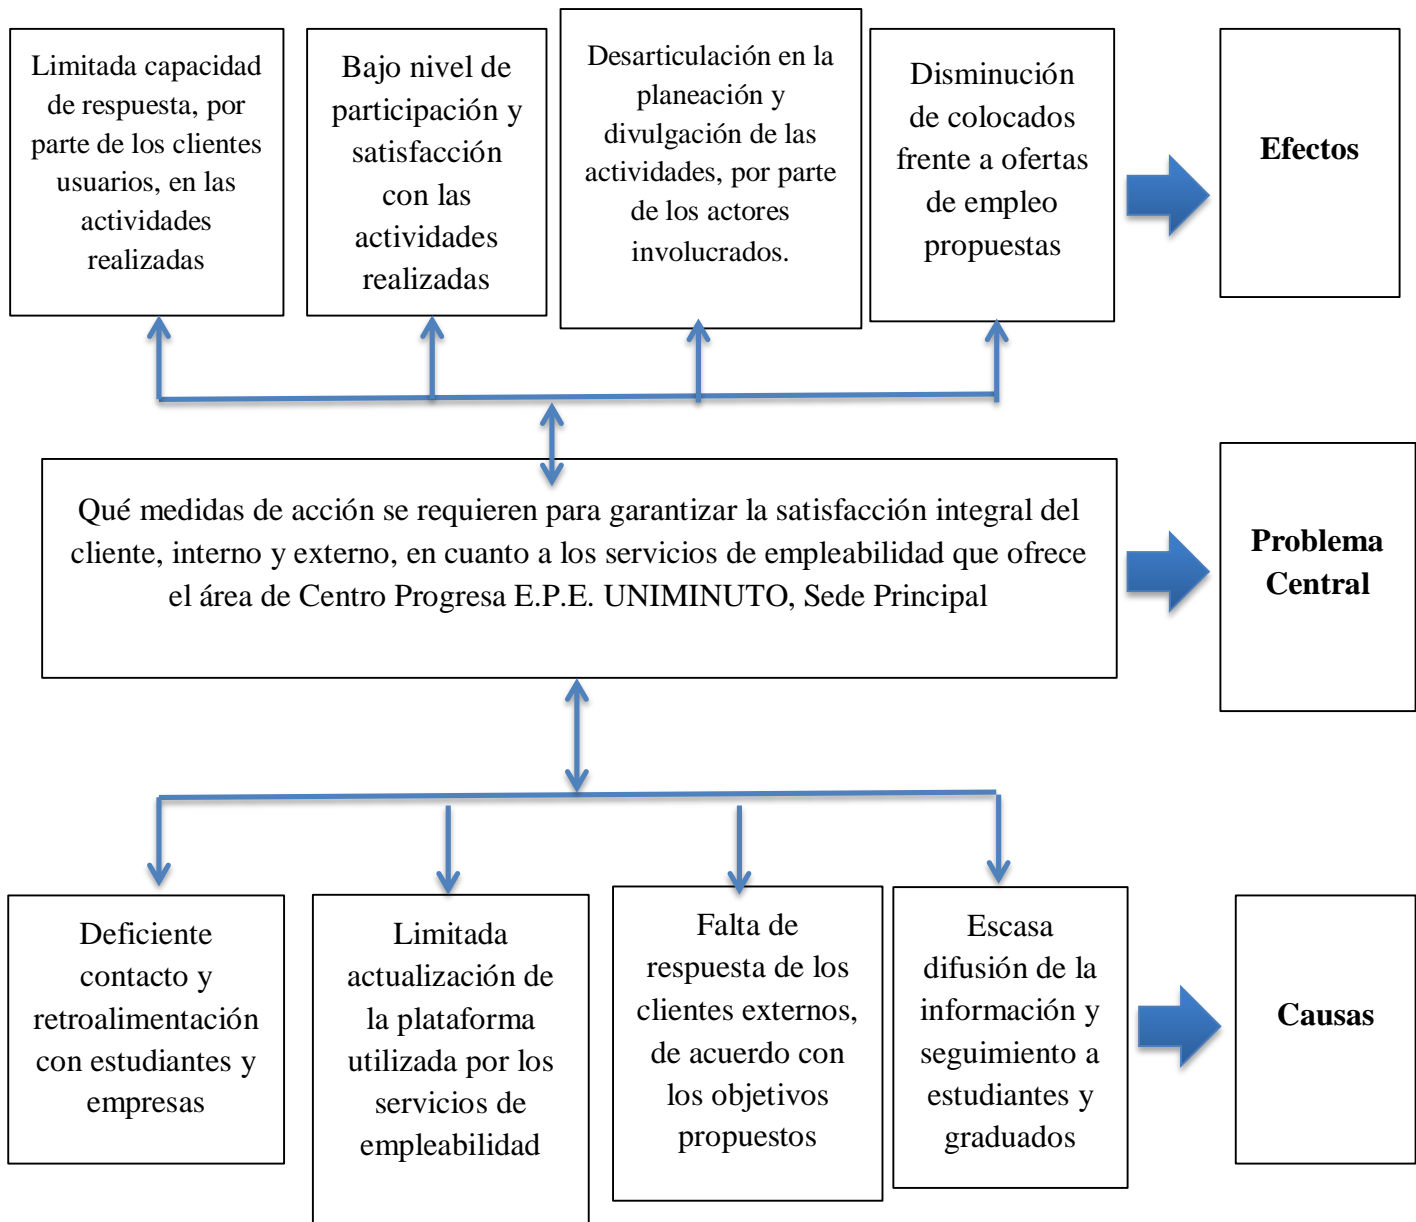 Limitada capacidad
de respuesta, por
parte de los clientes
usuarios, en las
actividades
realizadas
Bajo nivel de
participación y
satisfacción
con las
actividades
realizadas
Desarticulación en la
planeación y
divulgación de las
actividades, por parte
de los actores
involucrados.
Disminución
de colocados
frente a ofertas
de empleo
propuestas
Efectos
Qué medidas de acción se requieren para garantizar la satisfacción integral del
cliente, interno y externo, en cuanto a los servicios de empleabilidad que ofrece
el área de Centro Progresa E.P.E. UNIMINUTO, Sede Principal
Problema
Central
Deficiente
contacto y
retroalimentación
con estudiantes y
empresas
Limitada
actualización de
la plataforma
utilizada por los
servicios de
empleabilidad
Falta de
respuesta de los
clientes externos,
de acuerdo con
los objetivos
propuestos
Escasa
difusión de la
información y
seguimiento a
estudiantes y
graduados
Causas